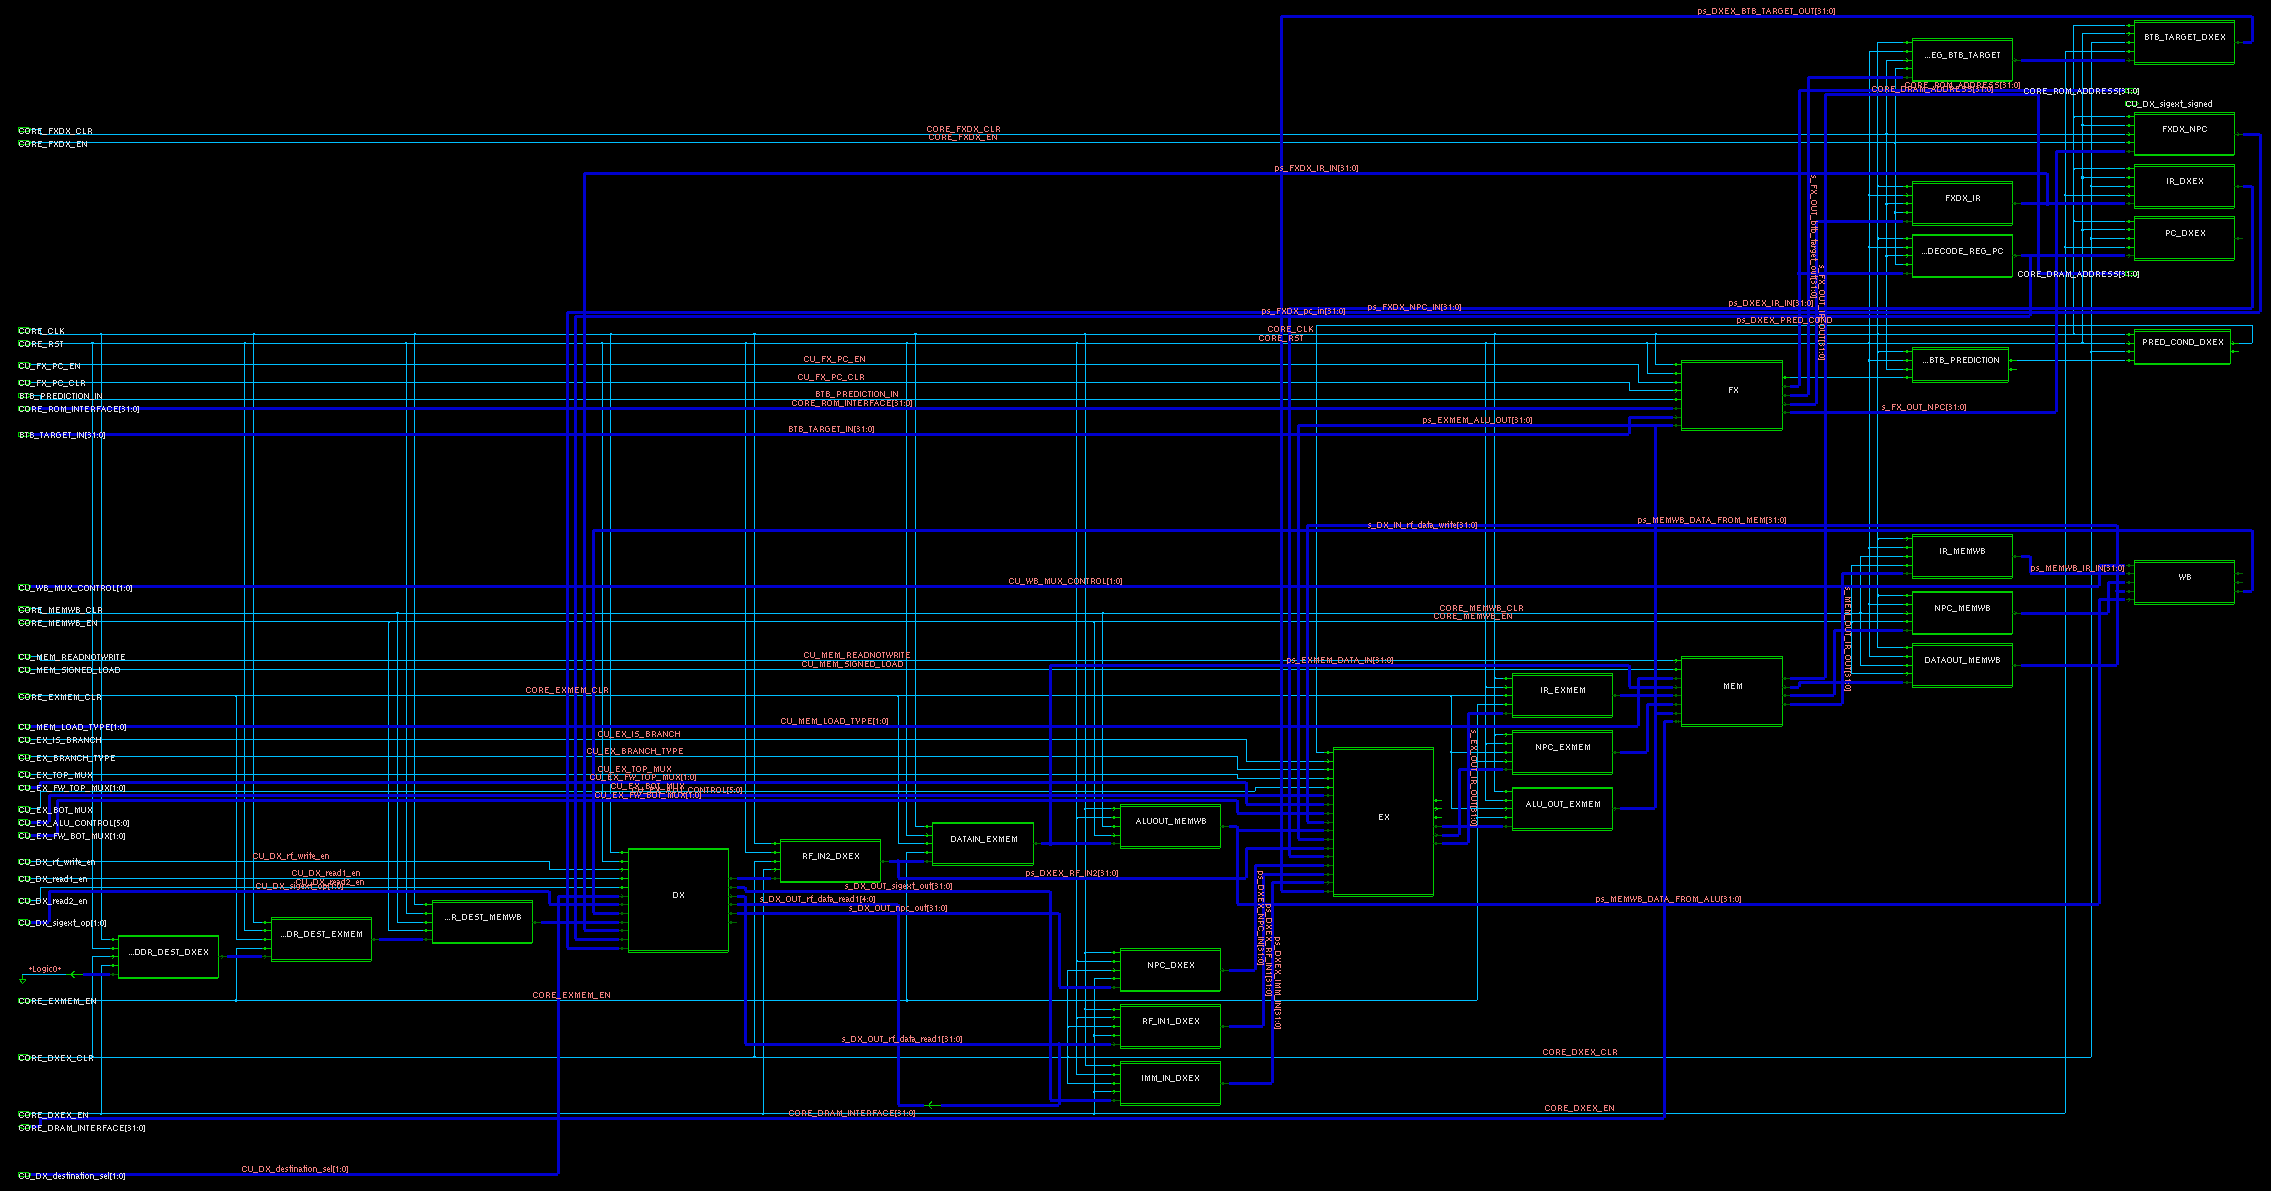 ps_DXEX_BTB_TARGET_OUT[31:0]
BTB_TARGET_DXEX
...EG_BTB_TARGET
CORE_ROM_ADDRESS[31:0]
CORE_DRAM_ADDRESS[31:0]
CORE_ROM_ADDRESS[31:0]
CU_DX_sigext_signed
CORE_FXDX_CLR
CORE_FXDX_CLR
FXDX_NPC
CORE_FXDX_EN
CORE_FXDX_EN
ps_FXDX_IR_IN[31:0]
IR_DXEX
FXDX_IR
s_FX_OUT_btb_target_out[31:0]
PC_DXEX
...DECODE_REG_PC
CORE_DRAM_ADDRESS[31:0]
s_FX_OUT_IR_OUT[31:0]
ps_DXEX_IR_IN[31:0]
ps_FXDX_NPC_IN[31:0]
ps_FXDX_pc_in[31:0]
ps_DXEX_PRED_COND
CORE_CLK
CORE_CLK
CORE_RST
CORE_RST
PRED_COND_DXEX
CU_FX_PC_EN
CU_FX_PC_EN
...BTB_PREDICTION
CU_FX_PC_CLR
CU_FX_PC_CLR
FX
BTB_PREDICTION_IN
BTB_PREDICTION_IN
CORE_ROM_INTERFACE[31:0]
CORE_ROM_INTERFACE[31:0]
s_FX_OUT_NPC[31:0]
ps_EXMEM_ALU_OUT[31:0]
BTB_TARGET_IN[31:0]
BTB_TARGET_IN[31:0]
s_DX_IN_rf_data_write[31:0]
ps_MEMWB_DATA_FROM_MEM[31:0]
IR_MEMWB
ps_MEMWB_IR_IN[31:0]
WB
CU_WB_MUX_CONTROL[1:0]
CU_WB_MUX_CONTROL[1:0]
CORE_MEMWB_CLR
CORE_MEMWB_CLR
NPC_MEMWB
CORE_MEMWB_EN
CORE_MEMWB_EN
s_MEM_OUT_IR_OUT[31:0]
CU_MEM_READNOTWRITE
CU_MEM_READNOTWRITE
CU_MEM_SIGNED_LOAD
CU_MEM_SIGNED_LOAD
ps_EXMEM_DATA_IN[31:0]
DATAOUT_MEMWB
MEM
IR_EXMEM
CORE_EXMEM_CLR
CORE_EXMEM_CLR
CU_MEM_LOAD_TYPE[1:0]
CU_MEM_LOAD_TYPE[1:0]
CU_EX_IS_BRANCH
CU_EX_IS_BRANCH
NPC_EXMEM
CU_EX_BRANCH_TYPE
CU_EX_BRANCH_TYPE
s_EX_OUT_IR_OUT[31:0]
CU_EX_TOP_MUX
CU_EX_TOP_MUX
CU_EX_FW_TOP_MUX[1:0]
CU_EX_FW_TOP_MUX[1:0]
CU_EX_BOT_MUX
CU_EX_FW_BOT_MUX[1:0]
ALU_OUT_EXMEM
CU_EX_BOT_MUX
CU_EX_ALU_CONTROL[5:0]
CU_EX_FW_BOT_MUX[1:0]
EX
ALUOUT_MEMWB
DATAIN_EXMEM
RF_IN2_DXEX
CU_DX_rf_write_en
CU_DX_rf_write_en
CU_DX_read1_en
CU_DX_read1_en
ps_DXEX_RF_IN2[31:0]
CU_DX_read2_en
CU_DX_sigext_op[1:0]
s_DX_OUT_sigext_out[31:0]
DX
s_DX_OUT_rf_data_read1[4:0]
ps_MEMWB_DATA_FROM_ALU[31:0]
CU_DX_read2_en
s_DX_OUT_npc_out[31:0]
...R_DEST_MEMWB
CU_DX_sigext_op[1:0]
...DR_DEST_EXMEM
...DDR_DEST_DXEX
ps_DXEX_NPC_IN[31:0]
ps_DXEX_RF_IN1[31:0]
ps_DXEX_IMM_IN[31:0]
*Logic0*
NPC_DXEX
CORE_EXMEM_EN
CORE_EXMEM_EN
RF_IN1_DXEX
s_DX_OUT_rf_data_read1[31:0]
CORE_DXEX_CLR
CORE_DXEX_CLR
IMM_IN_DXEX
CORE_DXEX_EN
CORE_DXEX_EN
CORE_DRAM_INTERFACE[31:0]
CORE_DRAM_INTERFACE[31:0]
CU_DX_destination_sel[1:0]
CU_DX_destination_sel[1:0]